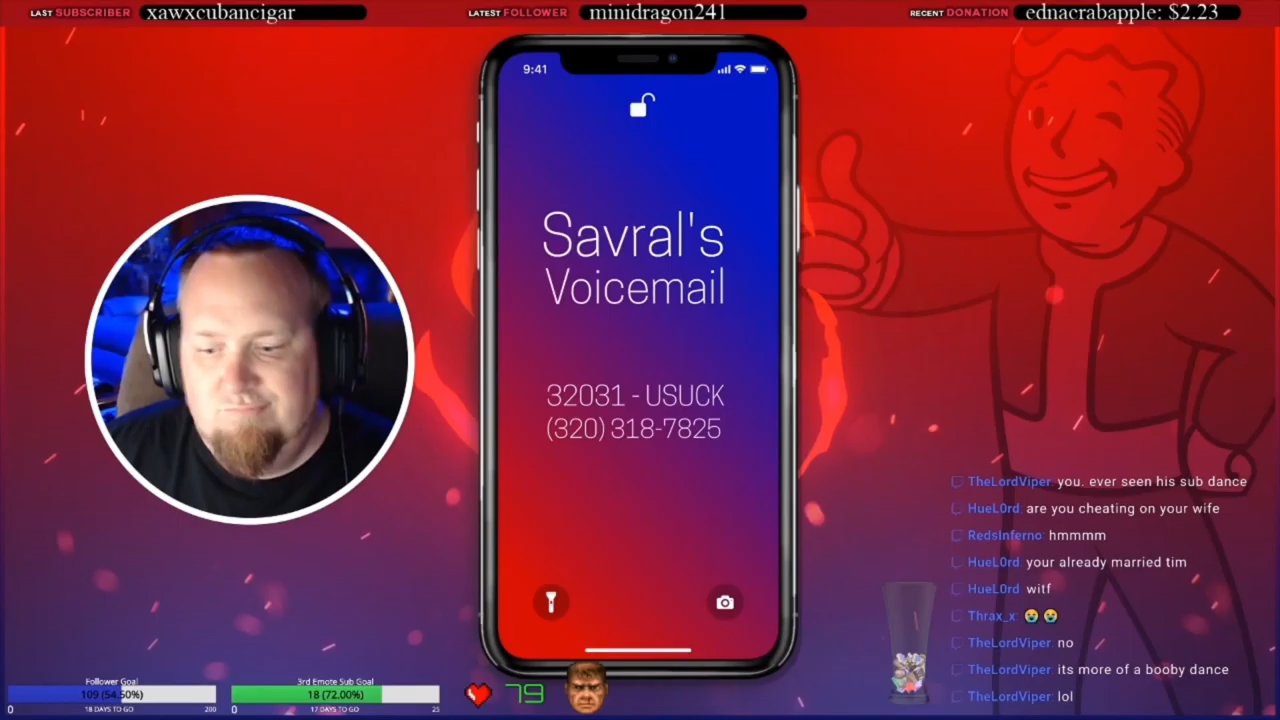 LAST SUBSCRIBER xawxcubancigar
LATEST FOLLOWER minidragon241
RECENT DONATION ednacrabapple: $2.23
9:41
Savral's
Voicemail
32031 - USUCK
(320) 318-7825
TheLordViper: you. ever seen his sub dance
HueL0rd: are you cheating on your wife
RedsInferno: hmmmm
HueL0rd: your already married tim
HueL0rd: witf
Thrax_x: 😭 😭
TheLordViper: no
TheLordViper: its more of a booby dance
TheLordViper: lol
Follower Goal
109 (54.50%)
0 18 DAYS TO GO 200
3rd Emote Sub Goal
18 (72.00%)
0 17 DAYS TO GO 25
79